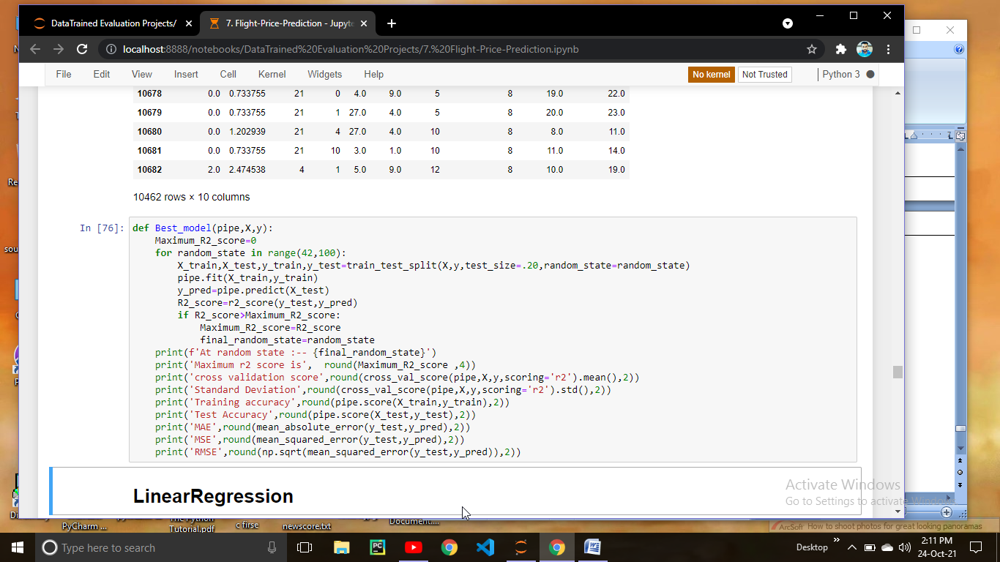 DataTrained Evaluation Projects/
7. Flight-Price-Prediction - Jupyte
localhost:8888/notebooks/DataTrained%20Evaluation%20Projects/7.%20Flight-Price-Prediction.ipynb
File Edit View Insert Cell Kernel Widgets Help No kernel Not Trusted Python 3
10678 0.0 0.733755 21 0 4.0 9.0 5 8 19.0 22.0
10679 0.0 0.733755 21 1 27.0 4.0 5 8 20.0 23.0
10680 0.0 1.202939 21 4 27.0 4.0 10 8 8.0 11.0
10681 0.0 0.733755 21 10 3.0 1.0 10 8 11.0 14.0
10682 2.0 2.474538 4 1 5.0 9.0 12 8 10.0 19.0
10462 rows × 10 columns
In [76]: def Best_model(pipe,X,y):
Maximum_R2_score=0
for random_state in range(42,100):
X_train,X_test,y_train,y_test=train_test_split(X,y,test_size=.20,random_state=random_state)
pipe.fit(X_train,y_train)
y_pred=pipe.predict(X_test)
R2_score=r2_score(y_test,y_pred)
if R2_score>Maximum_R2_score:
Maximum_R2_score=R2_score
final_random_state=random_state
print(f'At random state :-- {final_random_state}')
print('Maximum r2 score is', round(Maximum_R2_score ,4))
print('cross validation score',round(cross_val_score(pipe,X,y,scoring='r2').mean(),2))
print('Standard Deviation',round(cross_val_score(pipe,X,y,scoring='r2').std(),2))
print('Training accuracy',round(pipe.score(X_train,y_train),2))
print('Test Accuracy',round(pipe.score(X_test,y_test),2))
print('MAE',round(mean_absolute_error(y_test,y_pred),2))
print('MSE',round(mean_squared_error(y_test,y_pred),2))
print('RMSE',round(np.sqrt(mean_squared_error(y_test,y_pred)),2))
LinearRegression
Activate Windows
Go to Settings to activate Windows.
PyCharm ...
Tutorial.pdf
c firse
newscore.txt
Document....
ArcSoft How to shoot photos for great looking panoramas
Type here to search
Desktop
2:11 PM
24-Oct-21